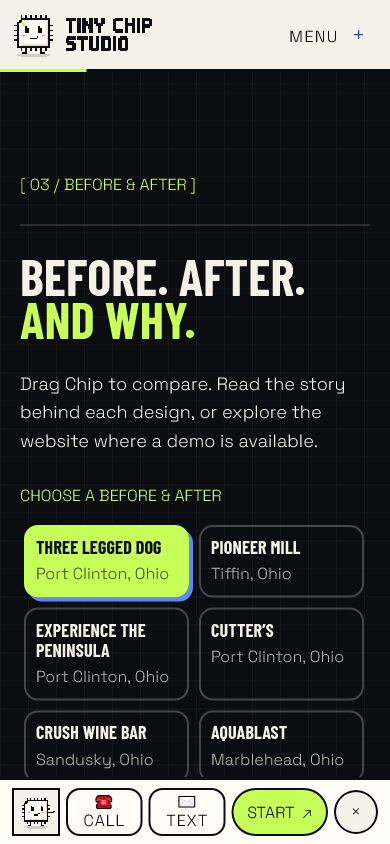 TINY CHIP
STUDIO
MENU +
[ 03 / BEFORE & AFTER ]
BEFORE. AFTER.
AND WHY.
Drag Chip to compare. Read the story
behind each design, or explore the
website where a demo is available.
CHOOSE A BEFORE & AFTER
THREE LEGGED DOG
Port Clinton, Ohio
PIONEER MILL
Tiffin, Ohio
EXPERIENCE THE
PENINSULA
Port Clinton, Ohio
CUTTER'S
Port Clinton, Ohio
CRUSH WINE BAR
Sandusky, Ohio
AQUABLAST
Marblehead, Ohio
CALL
TEXT
START ↗
×